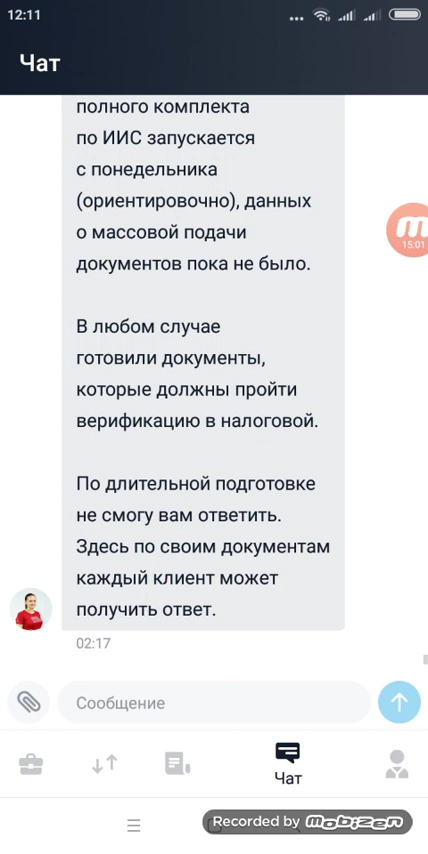 12:11
Чат
полного комплекта
по ИИС запускается
с понедельника
(ориентировочно), данных
о массовой подачи
документов пока не было.
В любом случае
готовили документы,
которые должны пройти
верификацию в налоговой.
По длительной подготовке
не смогу вам ответить.
Здесь по своим документам
каждый клиент может
получить ответ.
02:17
15:01
Сообщение
Чат
Recorded by mobizen